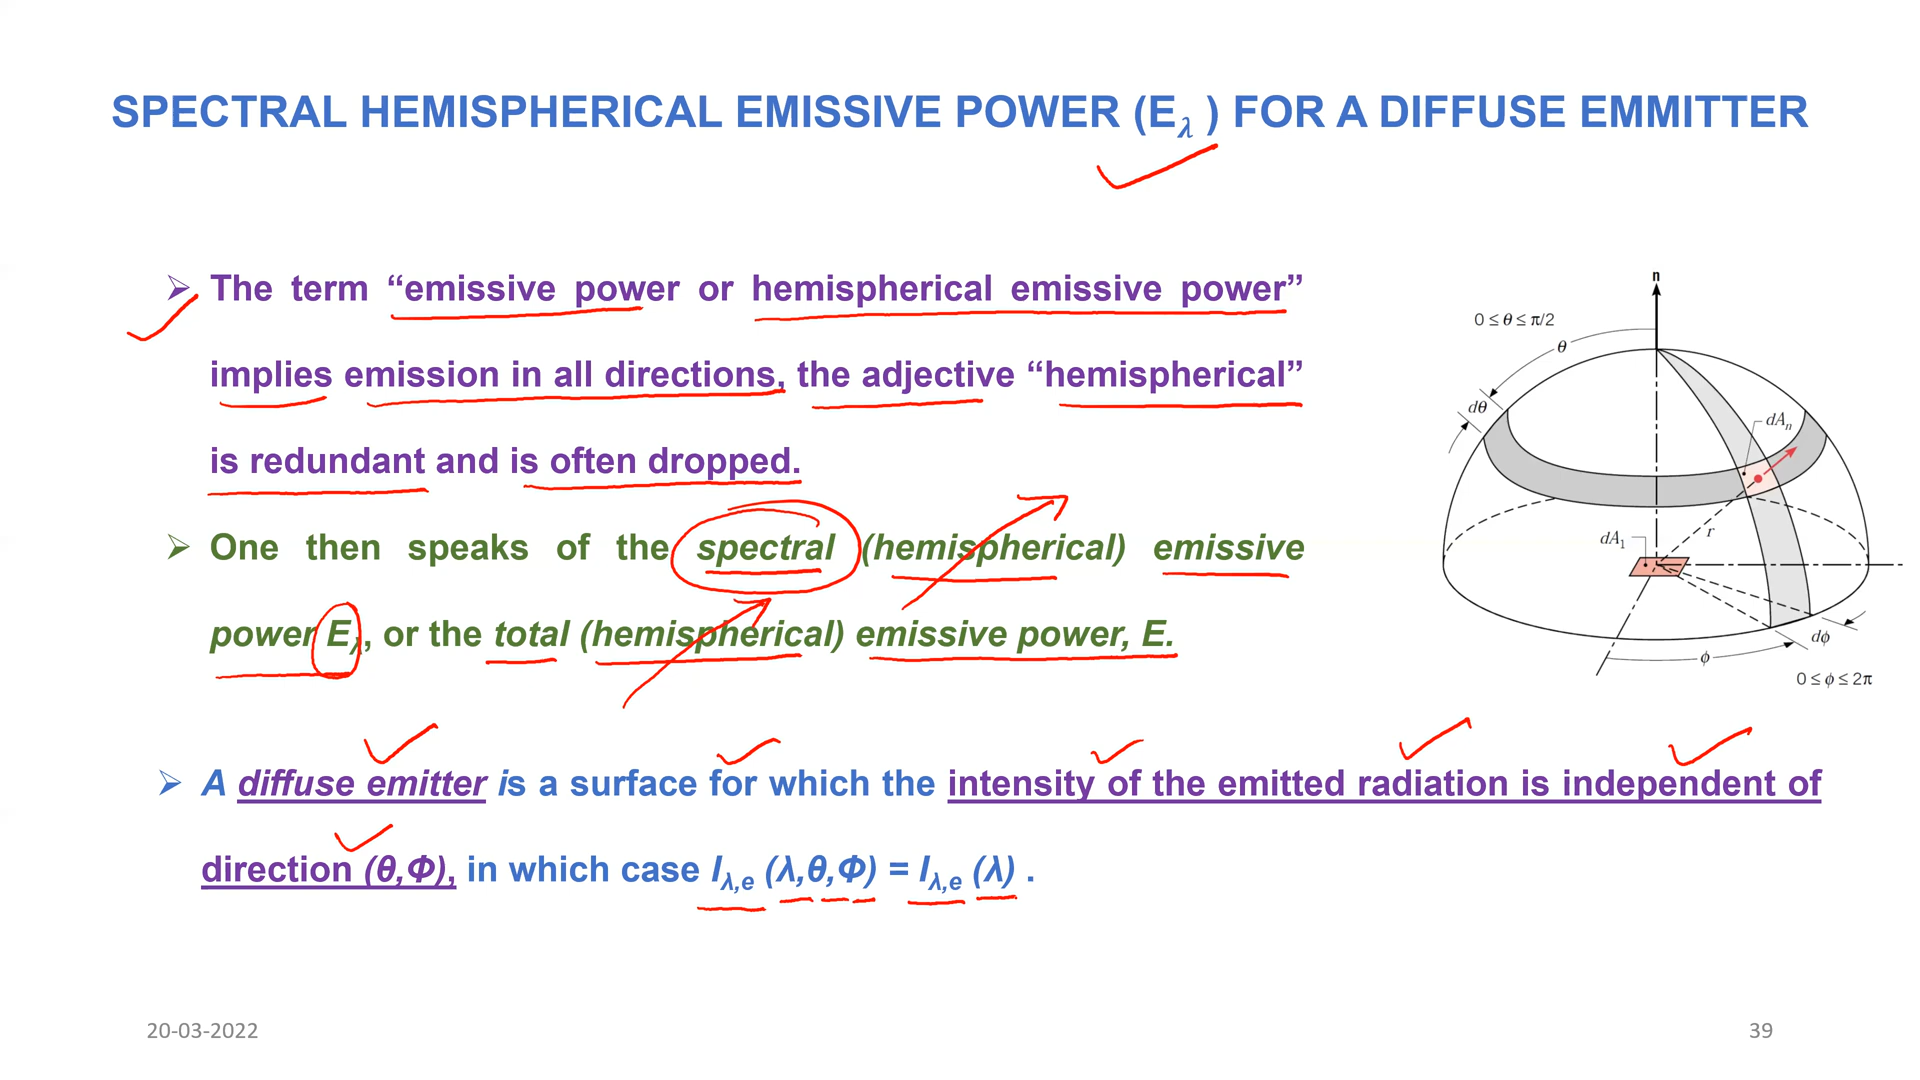 SPECTRAL HEMISPHERICAL EMISSIVE POWER (Eλ ) FOR A DIFFUSE EMMITTER
➢ The term “emissive power or hemispherical emissive power”
implies emission in all directions, the adjective “hemispherical”
is redundant and is often dropped.
➢ One then speaks of the spectral (hemispherical) emissive
power Eλ, or the total (hemispherical) emissive power, E.
n
0 ≤ θ ≤ π/2
θ
dθ
dAn
dA1
r
dϕ
ϕ
0 ≤ ϕ ≤ 2π
➢ A diffuse emitter is a surface for which the intensity of the emitted radiation is independent of
direction (θ,Φ), in which case Iλ,e (λ,θ,Φ) = Iλ,e (λ) .
20-03-2022
39